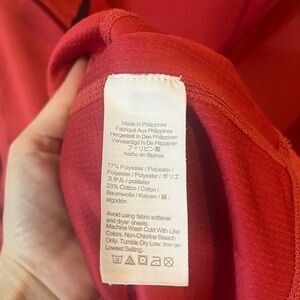 Made in Philippines
Fabriqué Aux Philippines
Hergestellt in Den Philippinen
Vervaardigd In De Filippijnen
フィリピン製
hecho en filipinas
77% Polyester / Polyester /
Polyester / Polyester / ポリエ
ステル / poliéster
23% Cotton / Coton /
Baumwolle / Katoen / 綿 /
algodón
Avoid using fabric softener
and dryer sheets.
Machine Wash Cold With Like
Colors. Non-Chlorine Bleach
Only. Tumble Dry Low. Iron on
Lowest Setting.